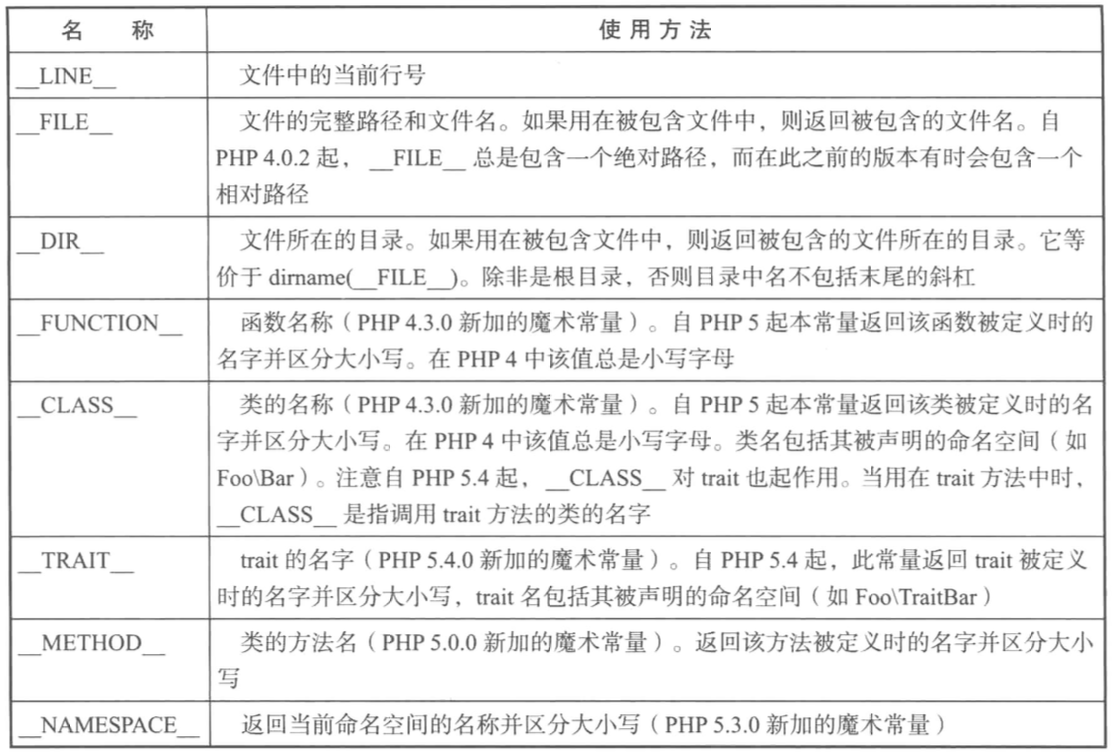 名 称 使用方法
__LINE__ 文件中的当前行号
__FILE__ 文件的完整路径和文件名。如果用在被包含文件中，则返回被包含的文件名。自
PHP 4.0.2 起， __FILE__ 总是包含一个绝对路径，而在此之前的版本有时会包含一个
相对路径
__DIR__ 文件所在的目录。如果用在被包含文件中，则返回被包含的文件所在的目录。它等
价于 dirname(__FILE__)。除非是根目录，否则目录中名不包括末尾的斜杠
__FUNCTION__ 函数名称（PHP 4.3.0 新加的魔术常量）。自 PHP 5 起本常量返回该函数被定义时的
名字并区分大小写。在 PHP 4 中该值总是小写字母
__CLASS__ 类的名称（PHP 4.3.0 新加的魔术常量）。自 PHP 5 起本常量返回该类被定义时的名
字并区分大小写。在 PHP 4 中该值总是小写字母。类名包括其被声明的命名空间（如
Foo\Bar）。注意自 PHP 5.4 起， __CLASS__ 对 trait 也起作用。当用在 trait 方法中时，
__CLASS__ 是指调用 trait 方法的类的名字
__TRAIT__ trait 的名字（PHP 5.4.0 新加的魔术常量）。自 PHP 5.4 起，此常量返回 trait 被定义
时的名字并区分大小写，trait 名包括其被声明的命名空间（如 Foo\TraitBar）
__METHOD__ 类的方法名（PHP 5.0.0 新加的魔术常量）。返回该方法被定义时的名字并区分大小
写
__NAMESPACE__ 返回当前命名空间的名称并区分大小写（PHP 5.3.0 新加的魔术常量）